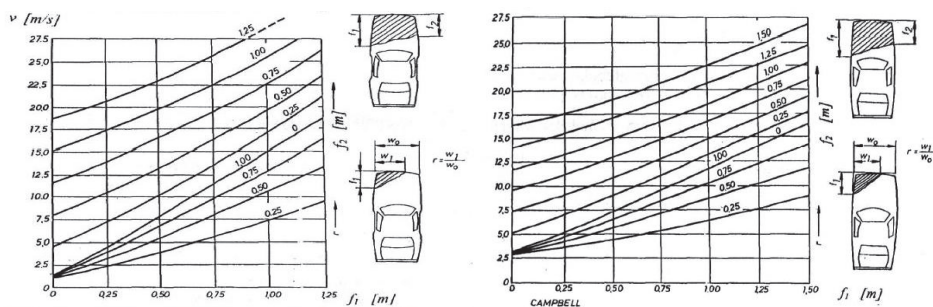 v [m/s]
27,5
25,0
22,5
20,0
17,5
15,0
12,5
10,0
7,5
5,0
2,5
0
0 0,25 0,50 0,75 1,00 1,25
f₁ [m]
1,25
1,00
0,75
0,50
0,25
0
1,00
0,75
0,50
0,25
f₂ [m]
r
f₁
f₂
w₀
w₁
r = w₁/w₀
f₁
27,5
25,0
22,5
20,0
17,5
15,0
12,5
10,0
7,5
5,0
2,5
0
0 0,25 0,50 0,75 1,00 1,25 1,50
CAMPBELL
f₁ [m]
1,50
1,25
1,00
0,75
0,50
0,25
0
1,00
0,75
0,50
0,25
f₂ [m]
r
f₁
f₂
w₀
w₁
r = w₁/w₀
f₁